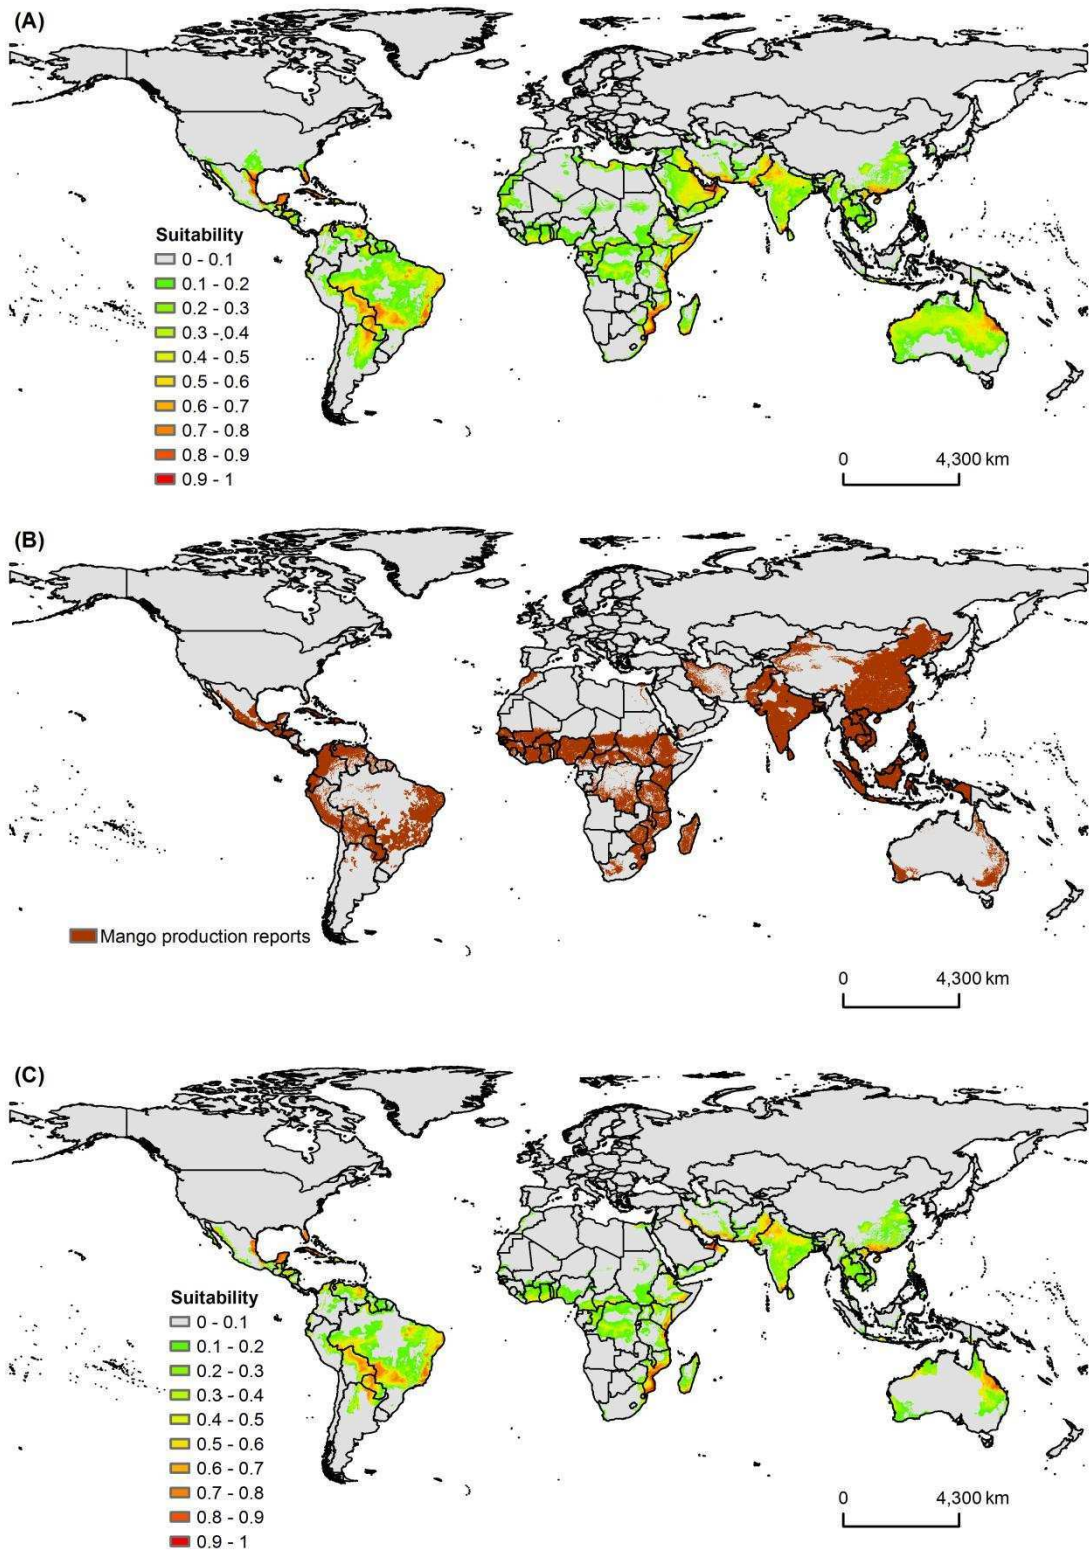 (A)
Suitability
0 - 0.1
0.1 - 0.2
0.2 - 0.3
0.3 - 0.4
0.4 - 0.5
0.5 - 0.6
0.6 - 0.7
0.7 - 0.8
0.8 - 0.9
0.9 - 1
0 4,300 km
(B)
Mango production reports
0 4,300 km
(C)
Suitability
0 - 0.1
0.1 - 0.2
0.2 - 0.3
0.3 - 0.4
0.4 - 0.5
0.5 - 0.6
0.6 - 0.7
0.7 - 0.8
0.8 - 0.9
0.9 - 1
0 4,300 km